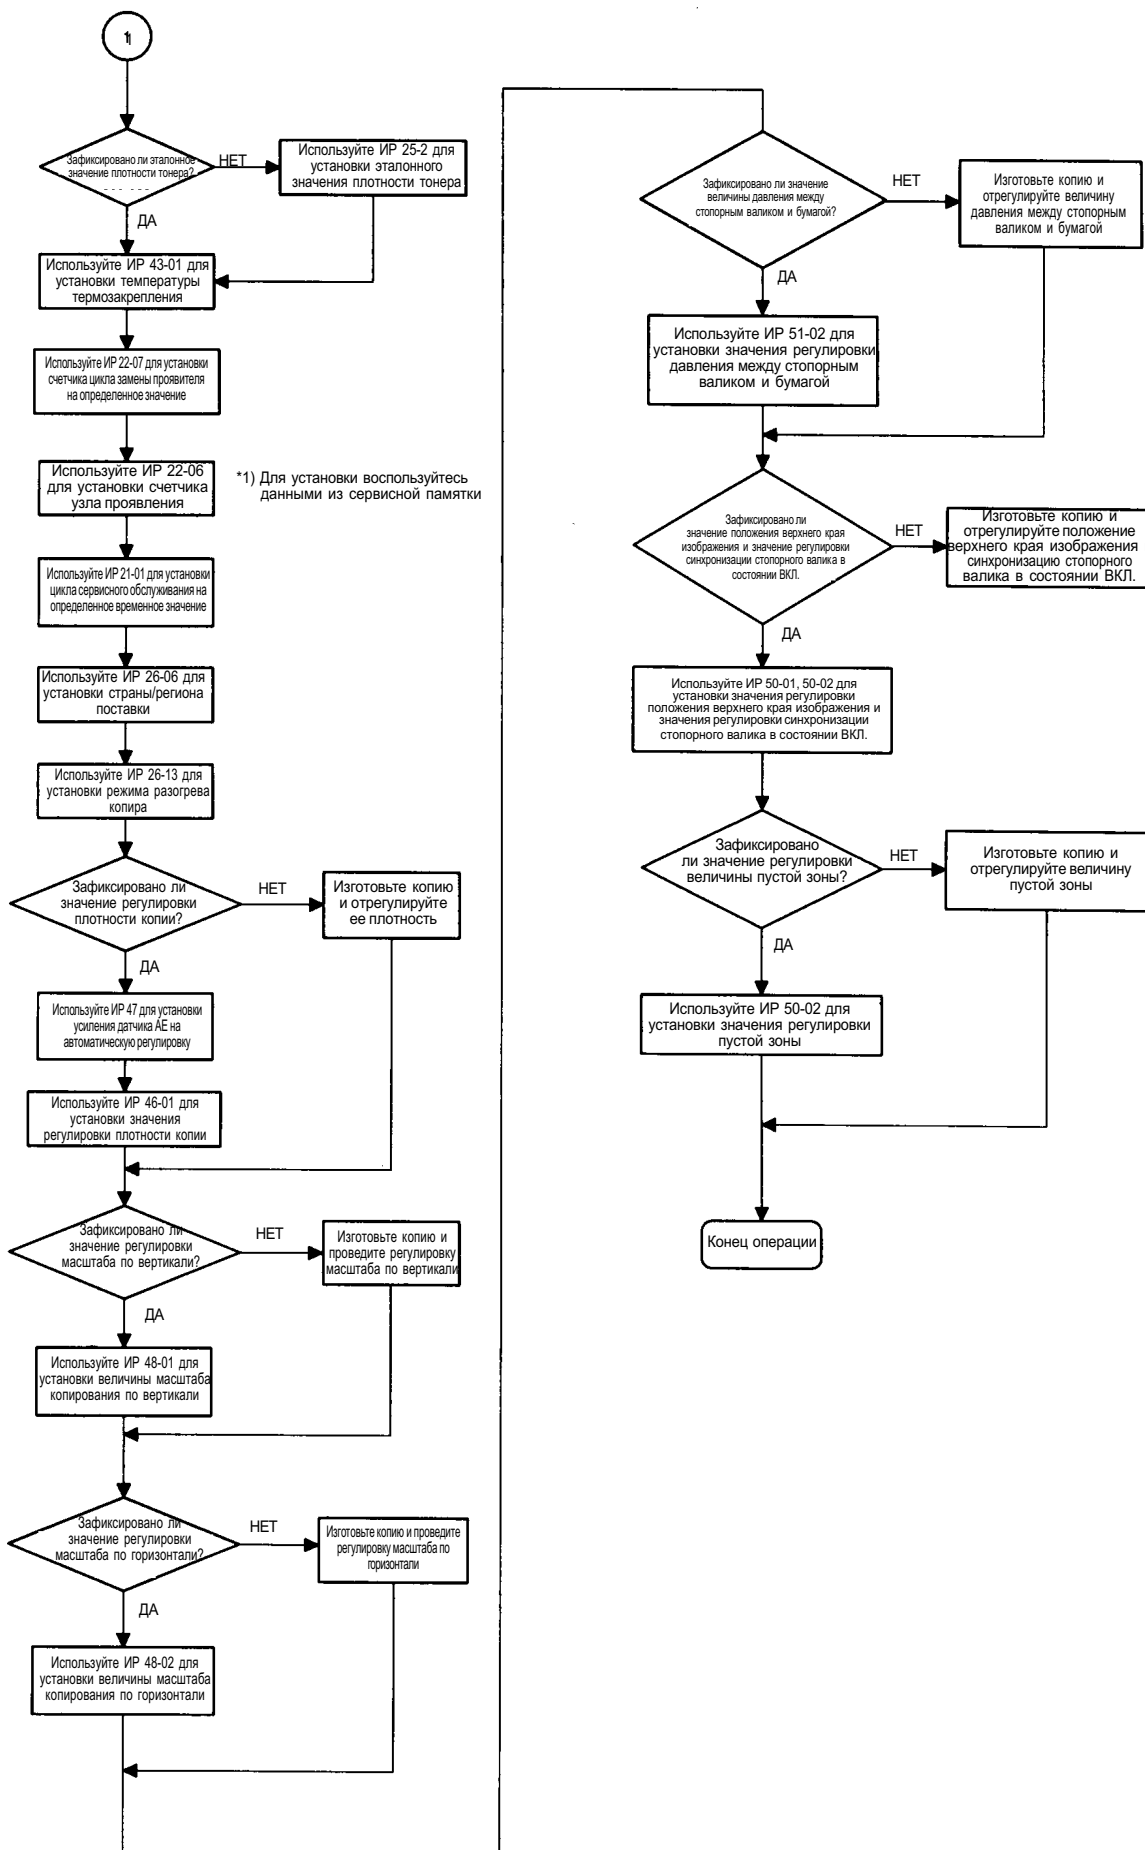 Зафиксировано ли эталонное
значение плотности тонера?
НЕТ
Используйте ИР 25-2 для
установки эталонного
значения плотности тонера
ДА
Используйте ИР 43-01 для
установки температуры
термозакрепления
Используйте ИР 22-07 для установки
счетчика цикла замены проявителя
на определенное значение
Используйте ИР 22-06
для установки счетчика
узла проявления
*1) Для установки воспользуйтесь
данными из сервисной памятки
Используйте ИР 21-01 для установки
цикла сервисного обслуживания на
определенное временное значение
Используйте ИР 26-06 для
установки страны/региона
поставки
Используйте ИР 26-13 для
установки режима разогрева
копира
Зафиксировано ли
значение регулировки
плотности копии?
НЕТ
Изготовьте копию
и отрегулируйте
ее плотность
ДА
Используйте ИР 47 для установки
усиления датчика АЕ на
автоматическую регулировку
Используйте ИР 46-01 для
установки значения
регулировки плотности копии
Зафиксировано ли
значение регулировки
масштаба по вертикали?
НЕТ
Изготовьте копию и
проведите регулировку
масштаба по вертикали
ДА
Используйте ИР 48-01 для
установки величины масштаба
копирования по вертикали
Зафиксировано ли
значение регулировки
масштаба по горизонтали?
НЕТ
Изготовьте копию и проведите
регулировку масштаба по
горизонтали
ДА
Используйте ИР 48-02 для
установки величины масштаба
копирования по горизонтали
Зафиксировано ли значение
величины давления между
стопорным валиком и бумагой?
НЕТ
Изготовьте копию и
отрегулируйте величину
давления между стопорным
валиком и бумагой
ДА
Используйте ИР 51-02 для
установки значения регулировки
давления между стопорным
валиком и бумагой
Зафиксировано ли
значение положения верхнего края
изображения и значение регулировки
синхронизации стопорного валика в
состоянии ВКЛ.
НЕТ
Изготовьте копию и
отрегулируйте положение
верхнего края изображения
синхронизацию стопорного
валика в состоянии ВКЛ.
ДА
Используйте ИР 50-01, 50-02 для
установки значения регулировки
положения верхнего края изображения и
значения регулировки синхронизации
стопорного валика в состоянии ВКЛ.
Зафиксировано
ли значение регулировки
величины пустой зоны?
НЕТ
Изготовьте копию и
отрегулируйте величину
пустой зоны
ДА
Используйте ИР 50-02 для
установки значения регулировки
пустой зоны
Конец операции